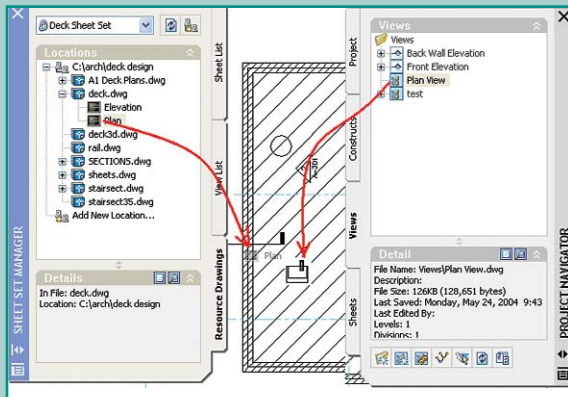 Deck Sheet Set
Locations
C:\arch\deck design
A1 Deck Plans.dwg
deck.dwg
Elevation
Plan
deck3d.dwg
rail.dwg
SECTIONS.dwg
sheets.dwg
stairsect.dwg
stairsect35.dwg
Add New Location...
Details
In File: deck.dwg
Location: C:\arch\deck design
SHEET SET MANAGER
Sheet List
View List
Resource Drawings
Plan
A-201
Project
Constructs
Views
Sheets
Views
Views
Back Wall Elevation
Front Elevation
Plan View
test
Detail
File Name: Views\Plan View.dwg
Description:
File Size: 126KB (128,651 bytes)
Last Saved: Monday, May 24, 2004 9:43
Last Edited By:
Levels: 1
Divisions: 1
PROJECT NAVIGATOR